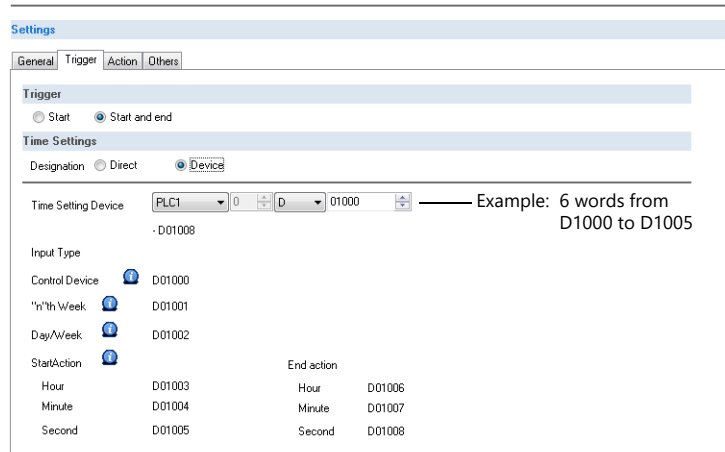 Settings
General Trigger Action Others
Trigger
Start Start and end
Time Settings
Designation Direct Device
Time Setting Device PLC1 0 D 01000 Example: 6 words from
D1000 to D1005
- D01008
Input Type
Control Device D01000
"n"th Week D01001
Day/Week D01002
StartAction End action
Hour D01003 Hour D01006
Minute D01004 Minute D01007
Second D01005 Second D01008